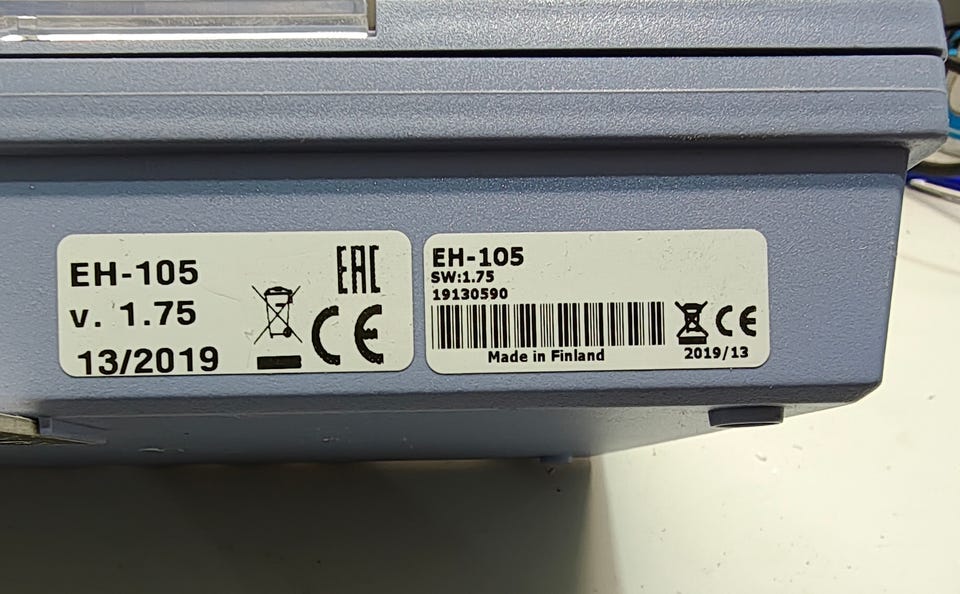 EH-105
v. 1.75
13/2019
EAC
CE
EH-105
SW:1.75
19130590
Made in Finland
CE
2019/13